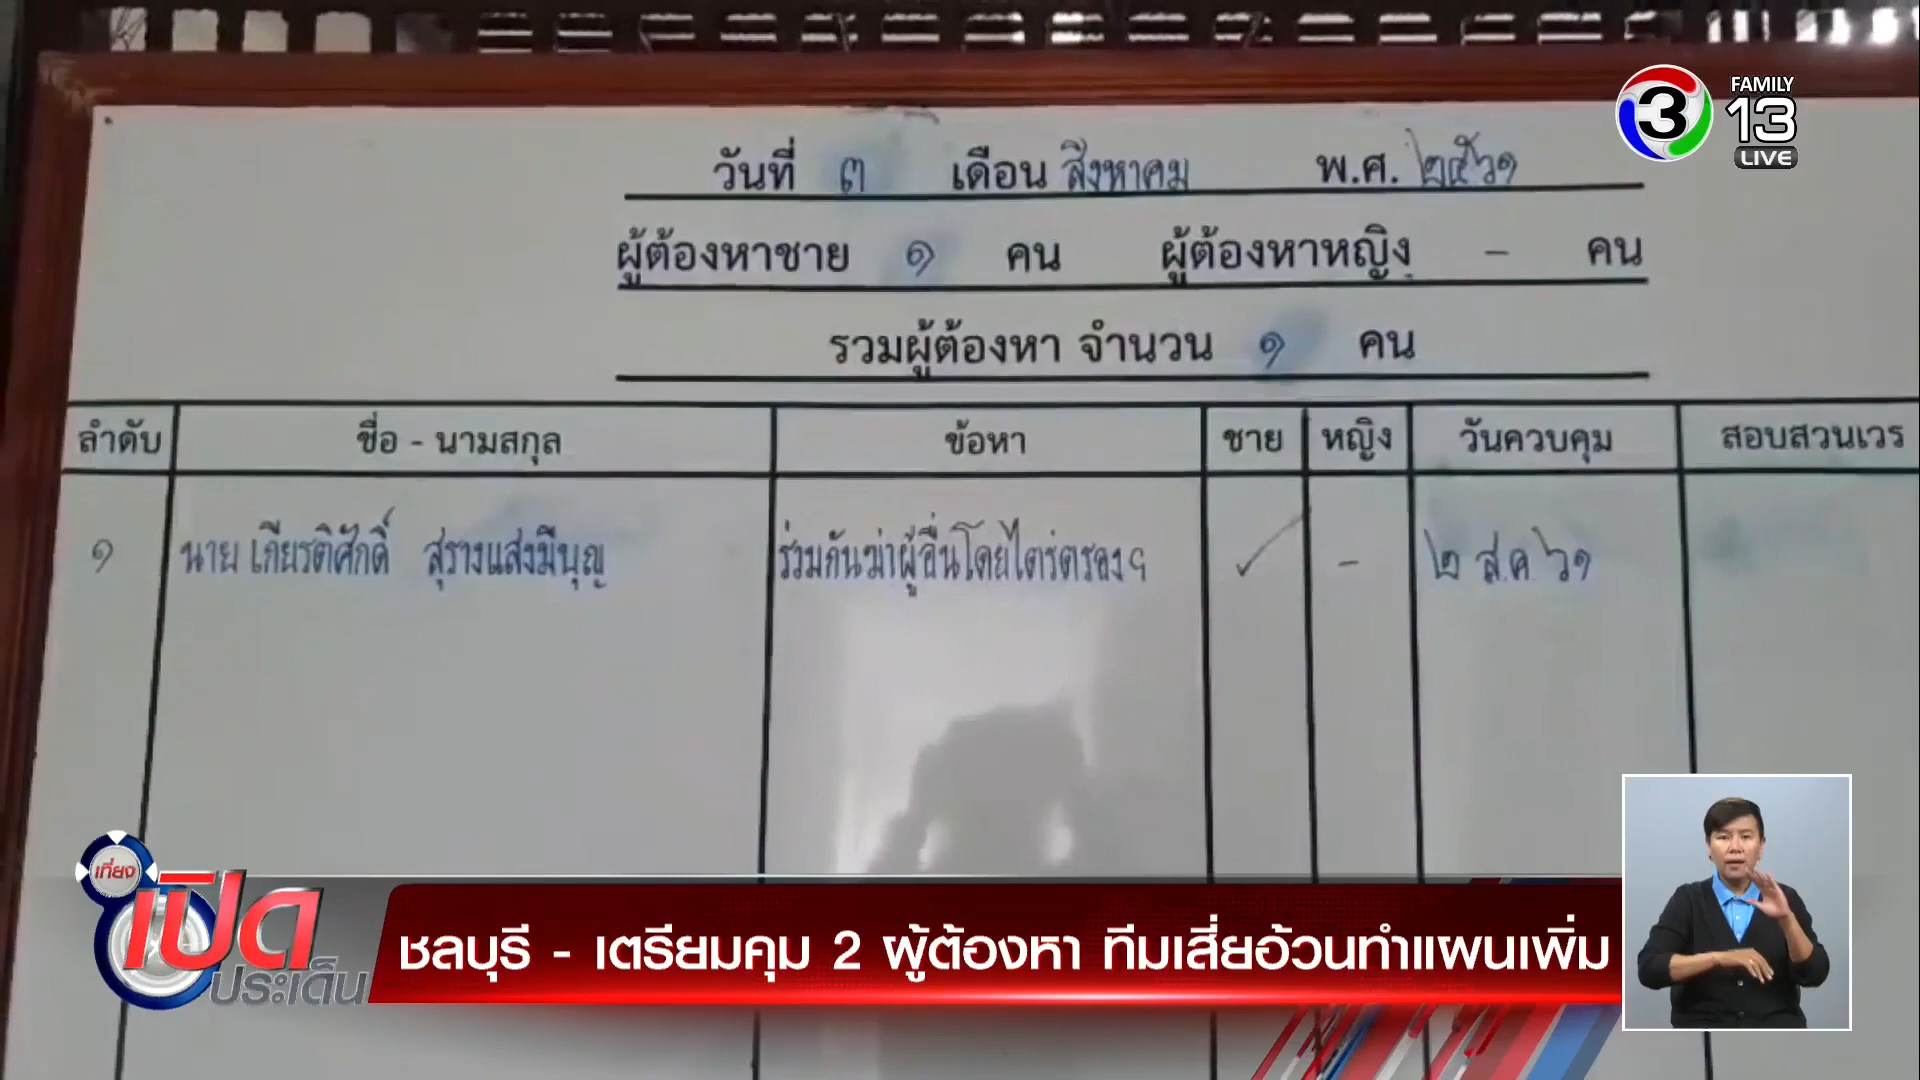 FAMILY
3 13
LIVE
วันที่ ๓ เดือน สิงหาคม พ.ศ. ๒๕๖๑
ผู้ต้องหาชาย ๑ คน ผู้ต้องหาหญิง - คน
รวมผู้ต้องหา จำนวน ๑ คน
ลำดับ ชื่อ - นามสกุล ข้อหา ชาย หญิง วันควบคุม สอบสวนเวร
๑ นาย เกียรติศักดิ์ สุรางแสงมีบุญ ร่วมกันฆ่าผู้อื่นโดยไตร่ตรองฯ ✓ - ๒ ส.ค. ๖๑
เที่ยง
เปิด
ประเด็น
ชลบุรี - เตรียมคุม 2 ผู้ต้องหา ทีมเสี่ยอ้วนทำแผนเพิ่ม